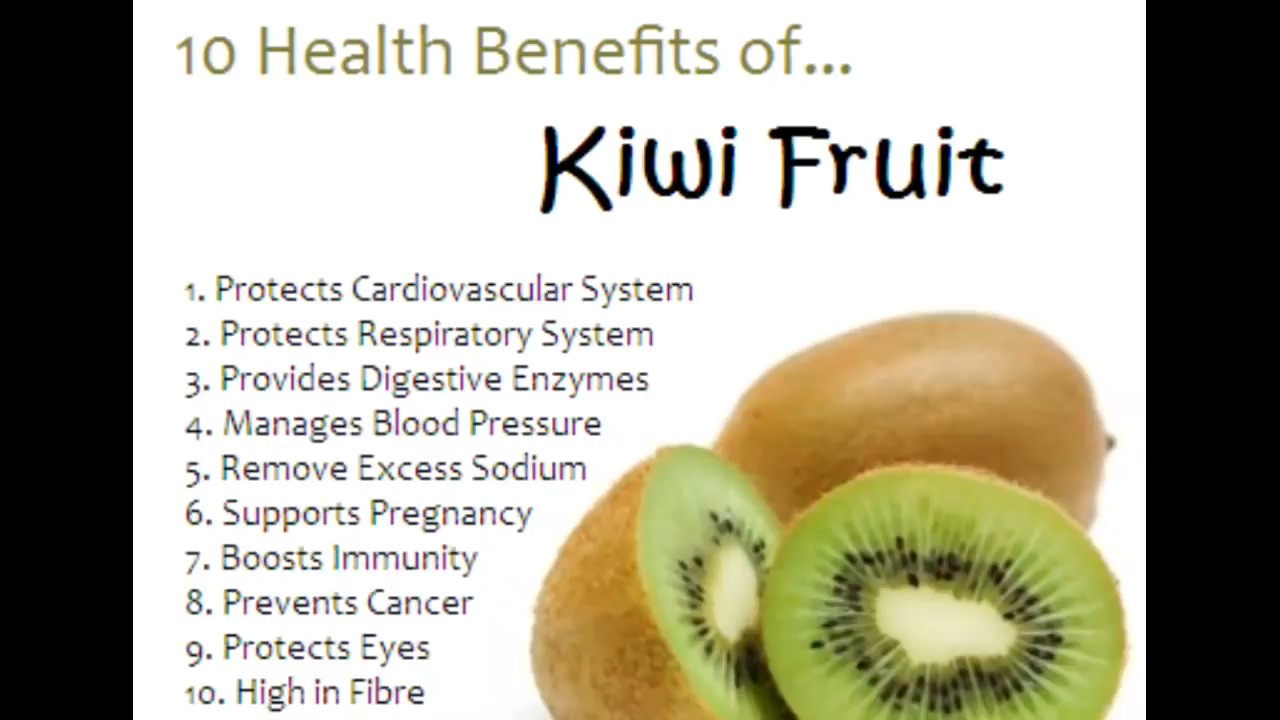 10 Health Benefits of...
Kiwi Fruit
1. Protects Cardiovascular System
2. Protects Respiratory System
3. Provides Digestive Enzymes
4. Manages Blood Pressure
5. Remove Excess Sodium
6. Supports Pregnancy
7. Boosts Immunity
8. Prevents Cancer
9. Protects Eyes
10. High in Fibre